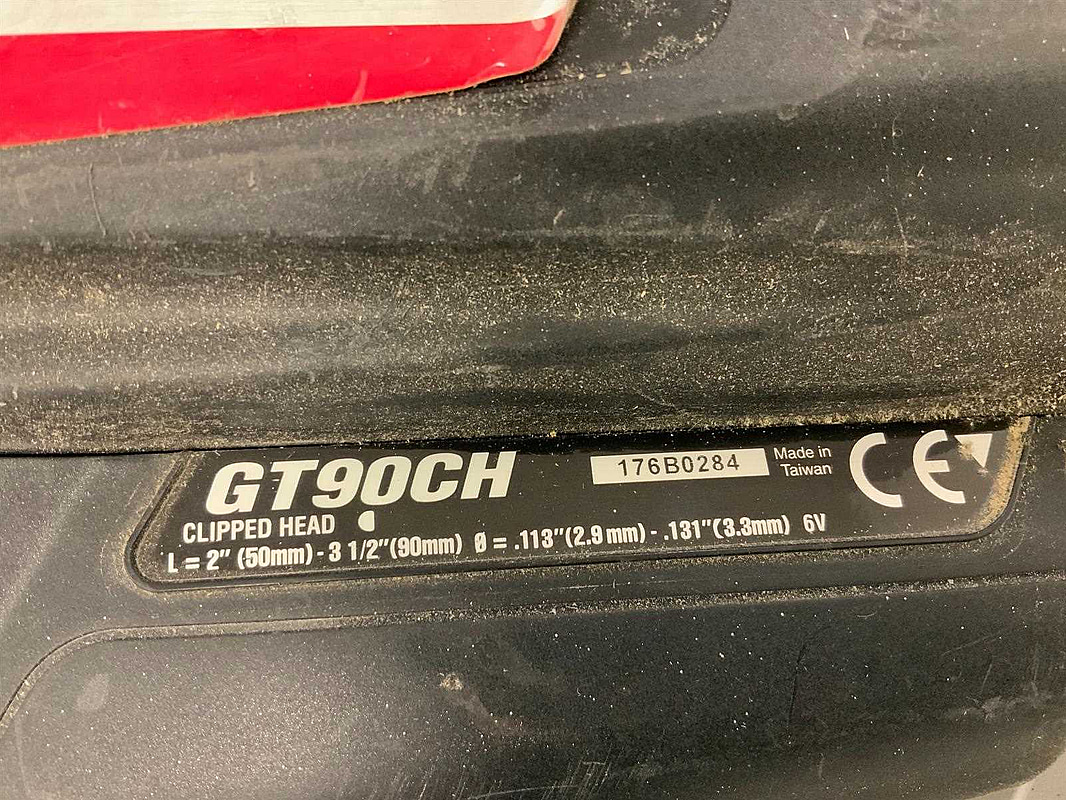 GT90CH
176B0284
Made in
Taiwan
CE
CLIPPED HEAD
L = 2" (50mm) - 3 1/2" (90mm) Ø = .113" (2.9 mm) - .131" (3.3mm) 6V